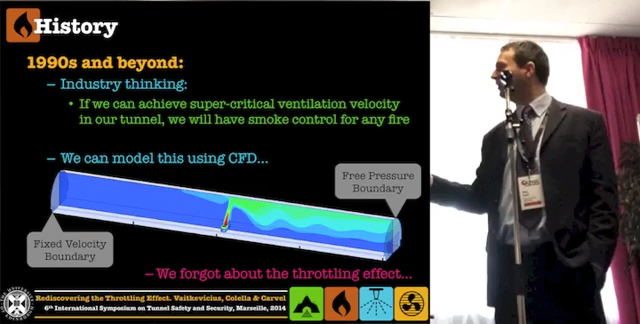 History
1990s and beyond:
– Industry thinking:
• If we can achieve super-critical ventilation velocity
in our tunnel, we will have smoke control for any fire
– We can model this using CFD...
Free Pressure
Boundary
Fixed Velocity
Boundary
– We forgot about the throttling effect...
Rediscovering the Throttling Effect. Vaitkevicius, Colella & Carvel
6th International Symposium on Tunnel Safety and Security, Marseille, 2014